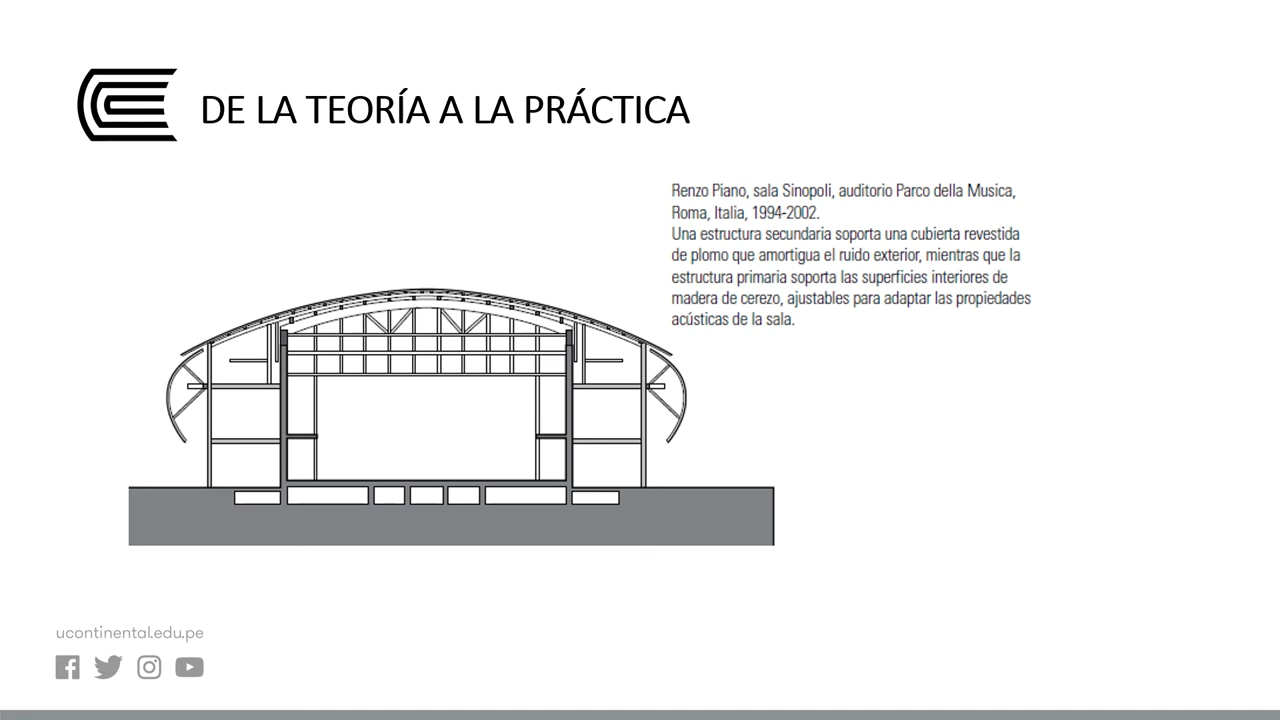 DE LA TEORÍA A LA PRÁCTICA
Renzo Piano, sala Sinopoli, auditorio Parco della Musica,
Roma, Italia, 1994-2002.
Una estructura secundaria soporta una cubierta revestida
de plomo que amortigua el ruido exterior, mientras que la
estructura primaria soporta las superficies interiores de
madera de cerezo, ajustables para adaptar las propiedades
acústicas de la sala.
ucontinental.edu.pe